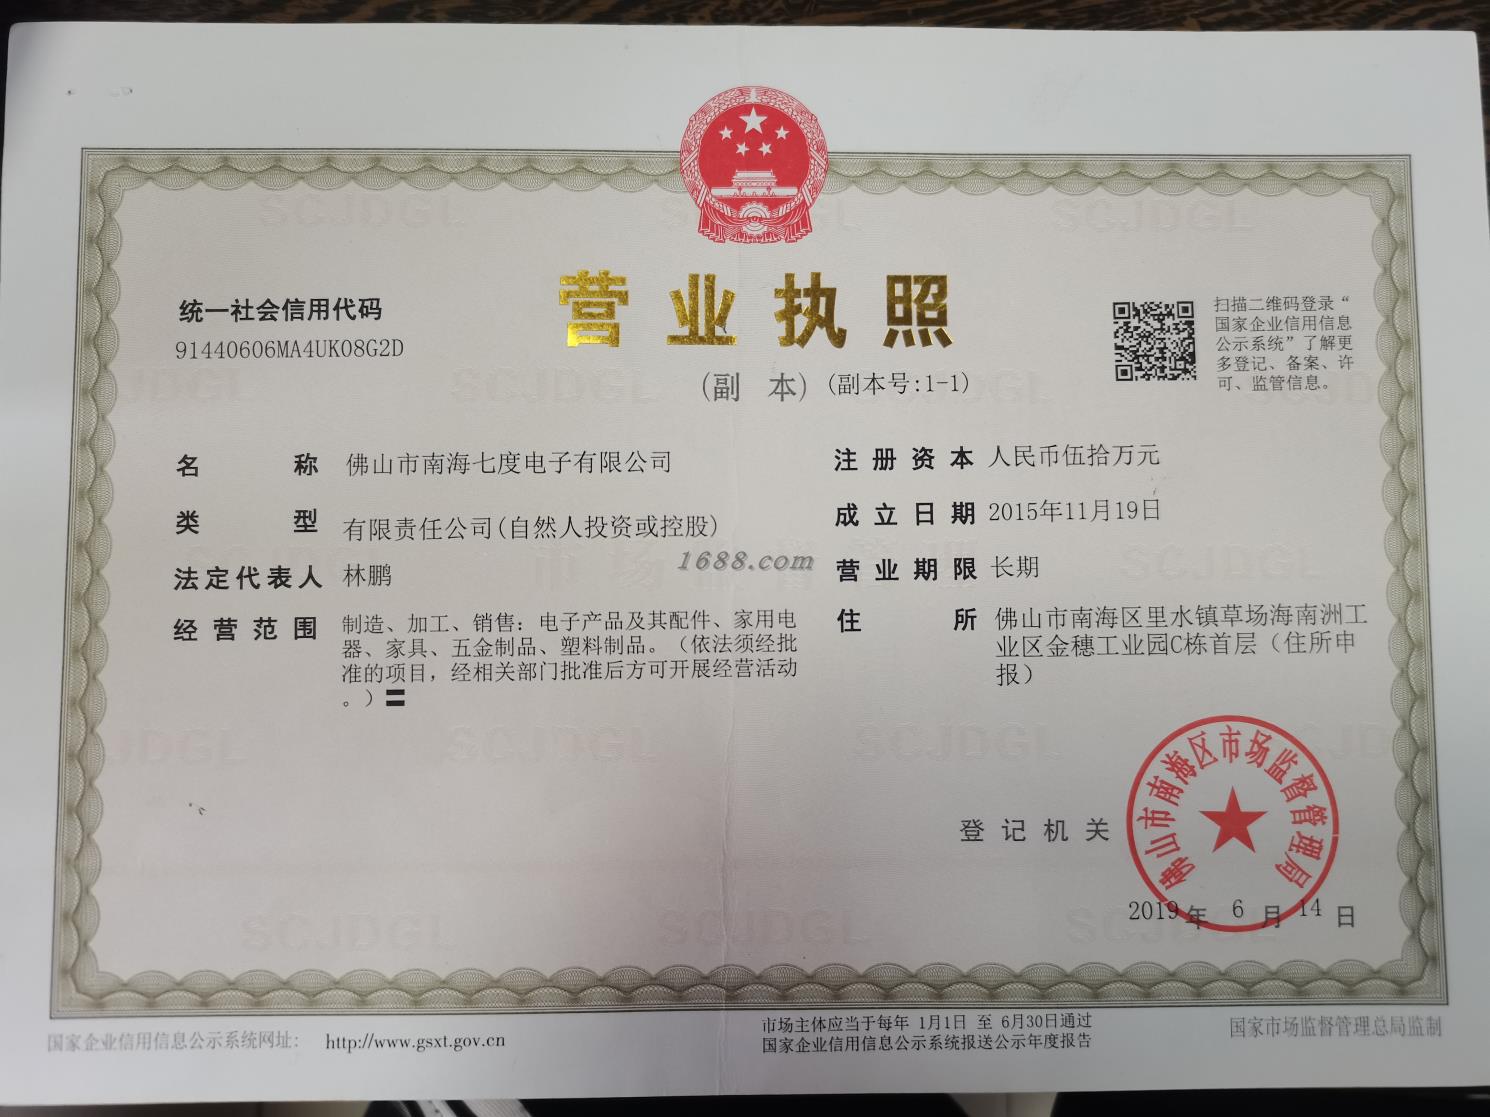 营业执照
(副 本) (副本号:1-1)
统一社会信用代码
91440606MA4UK08G2D
扫描二维码登录“
国家企业信用信息
公示系统”了解更
多登记、备案、许
可、监管信息。
名 称 佛山市南海七度电子有限公司
类 型 有限责任公司(自然人投资或控股)
法定代表人 林鹏
经营范围 制造、加工、销售：电子产品及其配件、家用电
器、家具、五金制品、塑料制品。（依法须经批
准的项目，经相关部门批准后方可开展经营活动
。）
注册资本 人民币伍拾万元
成立日期 2015年11月19日
营业期限 长期
住 所 佛山市南海区里水镇草场海南洲工
业区金穗工业园C栋首层（住所申
报）
1688.com
登记机关
佛山市南海区市场监督管理局
2019年 6月 14日
国家企业信用信息公示系统网址: http://www.gsxt.gov.cn
市场主体应当于每年 1月1日 至 6月30日通过
国家企业信用信息公示系统报送公示年度报告
国家市场监督管理总局监制
SCJDGL